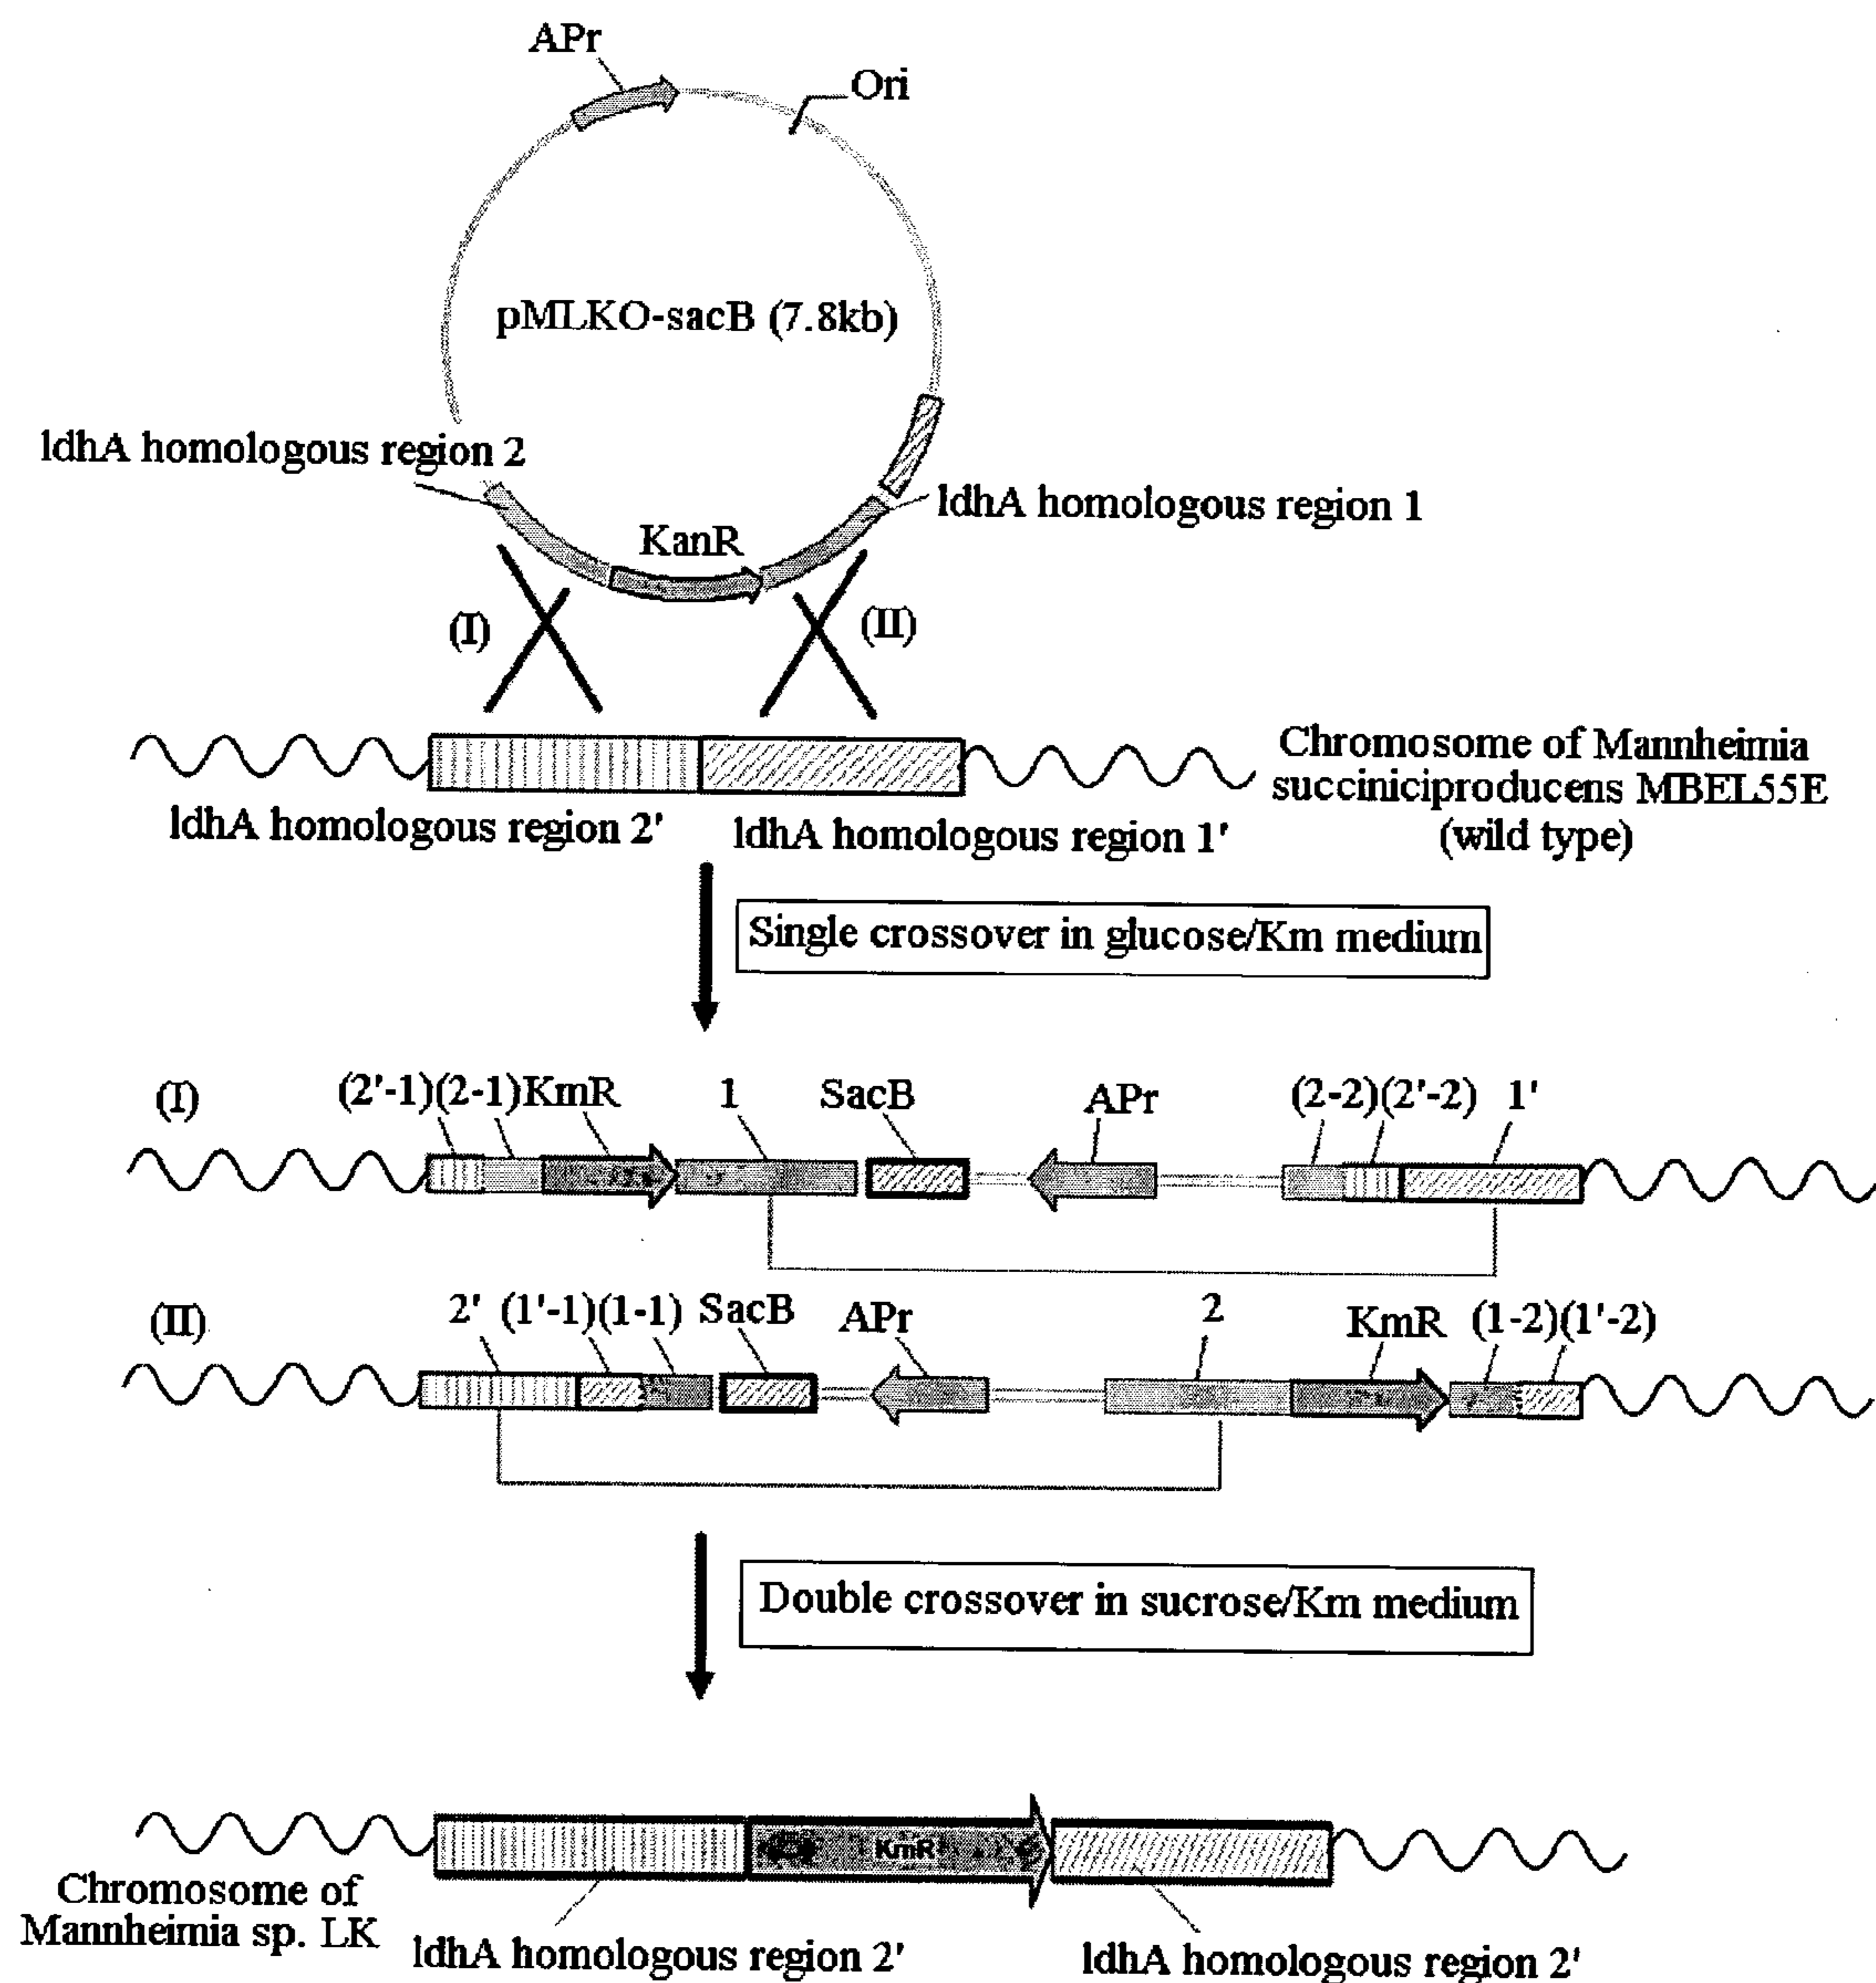 APr
Ori
pMLKO-sacB (7.8kb)
ldhA homologous region 2
ldhA homologous region 1
KanR
(I)
(II)
Chromosome of Mannheimia
succiniciproducens MBEL55E
(wild type)
ldhA homologous region 2'
ldhA homologous region 1'
Single crossover in glucose/Km medium
(I)
(2'-1)(2-1)KmR
1
SacB
APr
(2-2)(2'-2)
1'
(II)
2'
(1'-1)(1-1)
SacB
APr
2
KmR
(1-2)(1'-2)
Double crossover in sucrose/Km medium
KmR
Chromosome of
Mannheimia sp. LK
ldhA homologous region 2'
ldhA homologous region 2'